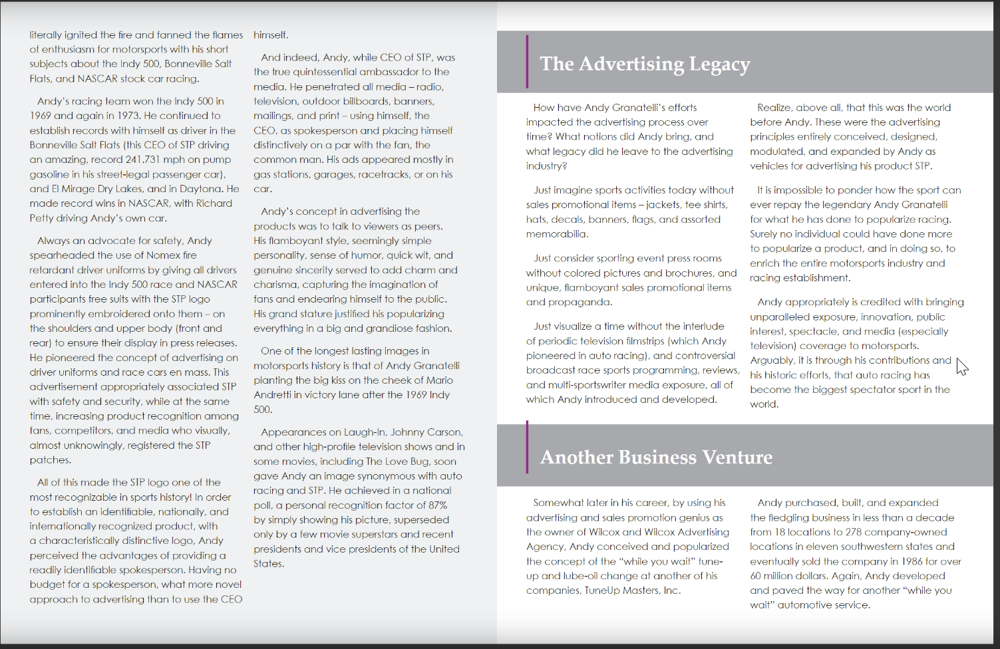 literally ignited the fire and fanned the flames
of enthusiasm for motorsports with his short
subjects about the Indy 500, Bonneville Salt
Flats, and NASCAR stock car racing.
Andy's racing team won the Indy 500 in
1969 and again in 1973. He continued to
establish records with himself as driver in the
Bonneville Salt Flats (this CEO of STP driving
an amazing, record 241.731 mph on pump
gasoline in his street-legal passenger car),
and El Mirage Dry Lakes, and in Daytona. He
made record wins in NASCAR, with Richard
Petty driving Andy's own car.
Always an advocate for safety, Andy
spearheaded the use of Nomex fire
retardant driver uniforms by giving all drivers
entered into the Indy 500 race and NASCAR
participants free suits with the STP logo
prominently embroidered onto them – on
the shoulders and upper body (front and
rear) to ensure their display in press releases.
He pioneered the concept of advertising on
driver uniforms and race cars en mass. This
advertisement appropriately associated STP
with safety and security, while at the same
time, increasing product recognition among
fans, competitors, and media who visually,
almost unknowingly, registered the STP
patches.
All of this made the STP logo one of the
most recognizable in sports history! In order
to establish an identifiable, nationally, and
internationally recognized product, with
a characteristically distinctive logo, Andy
perceived the advantages of providing a
readily identifiable spokesperson. Having no
budget for a spokesperson, what more novel
approach to advertising than to use the CEO
himself.
And indeed, Andy, while CEO of STP, was
the true quintessential ambassador to the
media. He penetrated all media – radio,
television, outdoor billboards, banners,
mailings, and print – using himself, the
CEO, as spokesperson and placing himself
distinctively on a par with the fan, the
common man. His ads appeared mostly in
gas stations, garages, racetracks, or on his
car.
Andy's concept in advertising the
products was to talk to viewers as peers.
His flamboyant style, seemingly simple
personality, sense of humor, quick wit, and
genuine sincerity served to add charm and
charisma, capturing the imagination of
fans and endearing himself to the public.
His grand stature justified his popularizing
everything in a big and grandiose fashion.
One of the longest lasting images in
motorsports history is that of Andy Granatelli
planting the big kiss on the cheek of Mario
Andretti in victory lane after the 1969 Indy
500.
Appearances on Laugh-In, Johnny Carson,
and other high-profile television shows and in
some movies, including The Love Bug, soon
gave Andy an image synonymous with auto
racing and STP. He achieved in a national
poll, a personal recognition factor of 87%
by simply showing his picture, superseded
only by a few movie superstars and recent
presidents and vice presidents of the United
States.
The Advertising Legacy
How have Andy Granatelli's efforts
impacted the advertising process over
time? What notions did Andy bring, and
what legacy did he leave to the advertising
industry?
Just imagine sports activities today without
sales promotional items – jackets, tee shirts,
hats, decals, banners, flags, and assorted
memorabilia.
Just consider sporting event press rooms
without colored pictures and brochures, and
unique, flamboyant sales promotional items
and propaganda.
Just visualize a time without the interlude
of periodic television filmstrips (which Andy
pioneered in auto racing), and controversial
broadcast race sports programming, reviews,
and multi-sportswriter media exposure, all of
which Andy introduced and developed.
Realize, above all, that this was the world
before Andy. These were the advertising
principles entirely conceived, designed,
modulated, and expanded by Andy as
vehicles for advertising his product STP.
It is impossible to ponder how the sport can
ever repay the legendary Andy Granatelli
for what he has done to popularize racing.
Surely no individual could have done more
to popularize a product, and in doing so, to
enrich the entire motorsports industry and
racing establishment.
Andy appropriately is credited with bringing
unparalleled exposure, innovation, public
interest, spectacle, and media (especially
television) coverage to motorsports.
Arguably, it is through his contributions and
his historic efforts, that auto racing has
become the biggest spectator sport in the
world.
Another Business Venture
Somewhat later in his career, by using his
advertising and sales promotion genius as
the owner of Wilcox and Wilcox Advertising
Agency, Andy conceived and popularized
the concept of the "while you wait" tune-
up and lube-oil change at another of his
companies, TuneUp Masters, Inc.
Andy purchased, built, and expanded
the fledgling business in less than a decade
from 18 locations to 278 company-owned
locations in eleven southwestern states and
eventually sold the company in 1986 for over
60 million dollars. Again, Andy developed
and paved the way for another "while you
wait" automotive service.